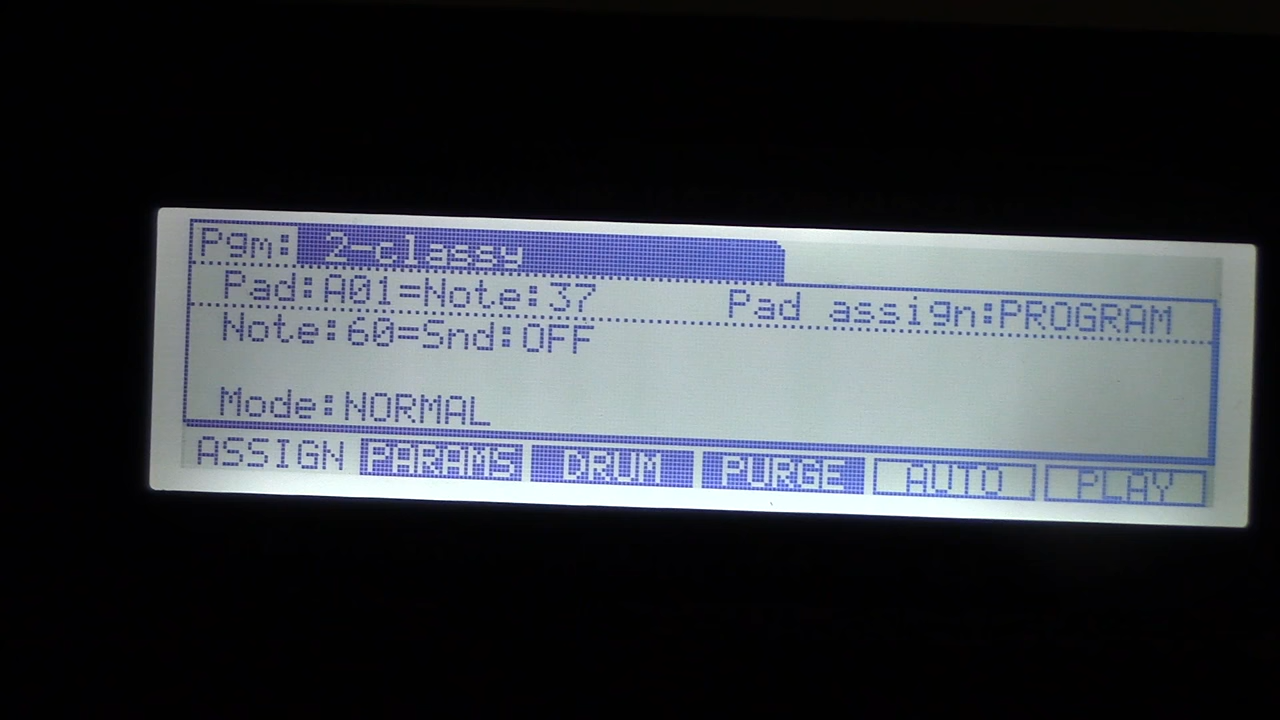 Pgm: 2-classy
Pad:A01=Note:37 Pad assign:PROGRAM
Note:60=Snd:OFF
Mode:NORMAL
ASSIGN PARAMS DRUM PURGE AUTO PLAY